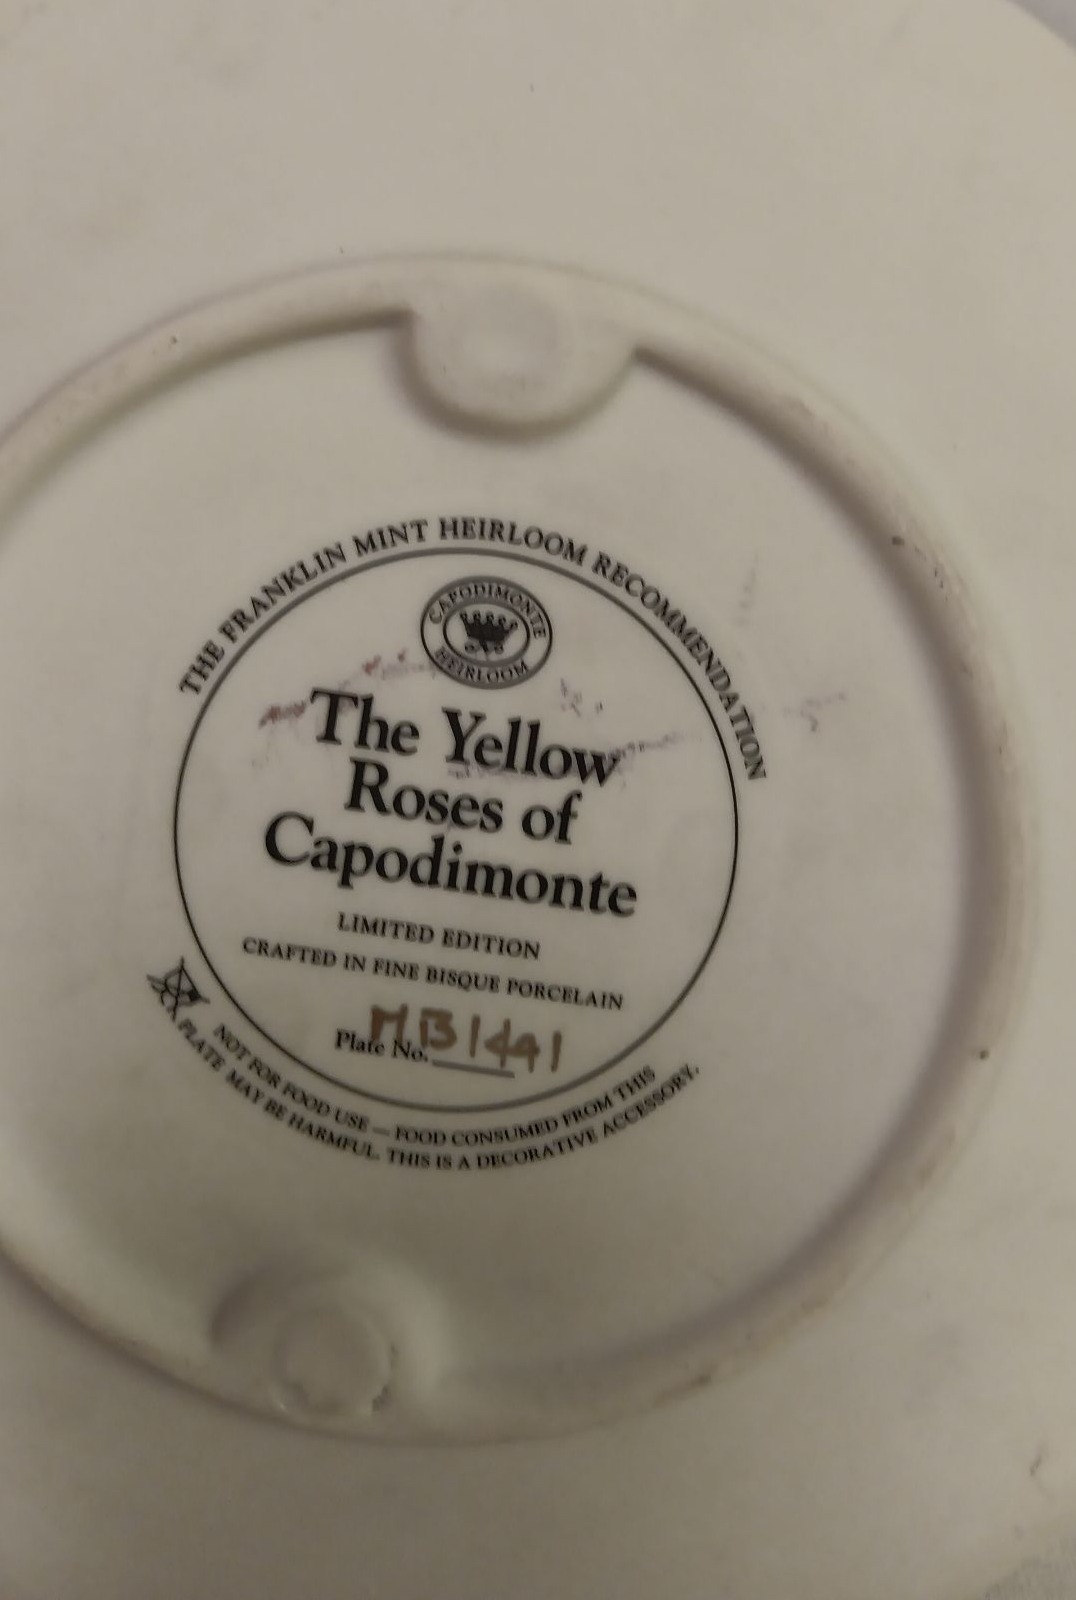 THE FRANKLIN MINT HEIRLOOM RECOMMENDATION
CAPODIMONTE
HEIRLOOM
The Yellow
Roses of
Capodimonte
LIMITED EDITION
CRAFTED IN FINE BISQUE PORCELAIN
Plate No. HB1441
NOT FOR FOOD USE — FOOD CONSUMED FROM THIS
PLATE MAY BE HARMFUL. THIS IS A DECORATIVE ACCESSORY.